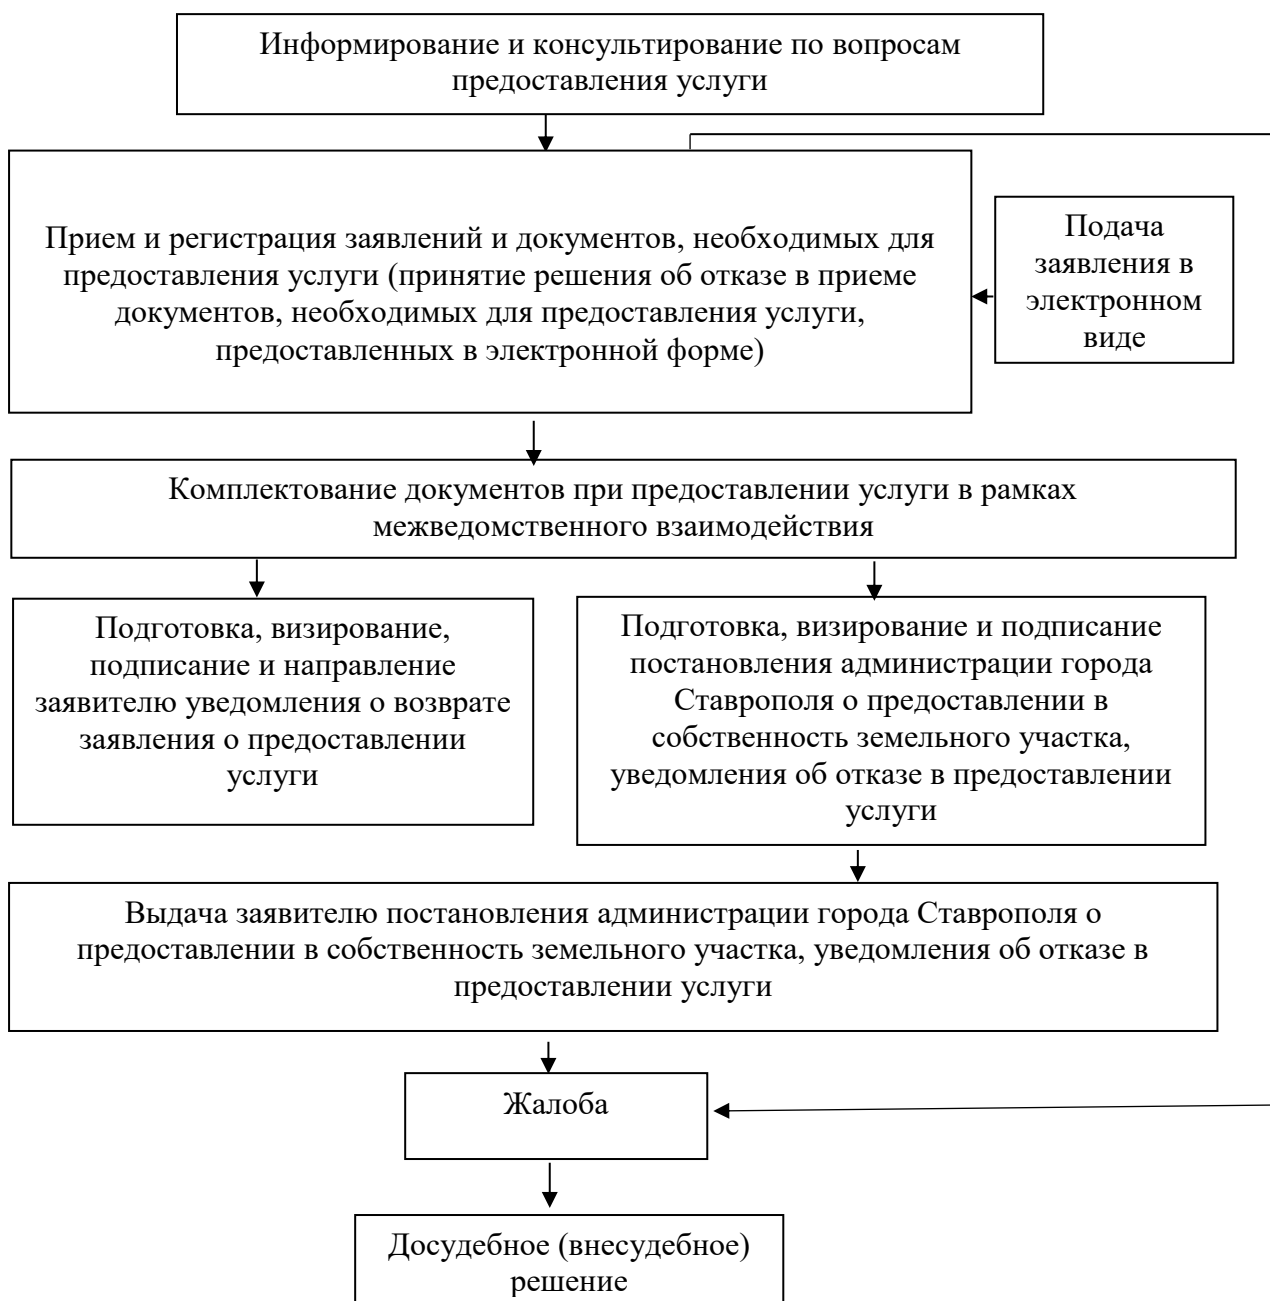 Информирование и консультирование по вопросам
предоставления услуги
Прием и регистрация заявлений и документов, необходимых для
предоставления услуги (принятие решения об отказе в приеме
документов, необходимых для предоставления услуги,
предоставленных в электронной форме)
Подача
заявления в
электронном
виде
Комплектование документов при предоставлении услуги в рамках
межведомственного взаимодействия
Подготовка, визирование,
подписание и направление
заявителю уведомления о возврате
заявления о предоставлении
услуги
Подготовка, визирование и подписание
постановления администрации города
Ставрополя о предоставлении в
собственность земельного участка,
уведомления об отказе в предоставлении
услуги
Выдача заявителю постановления администрации города Ставрополя о
предоставлении в собственность земельного участка, уведомления об отказе в
предоставлении услуги
Жалоба
Досудебное (внесудебное)
решение